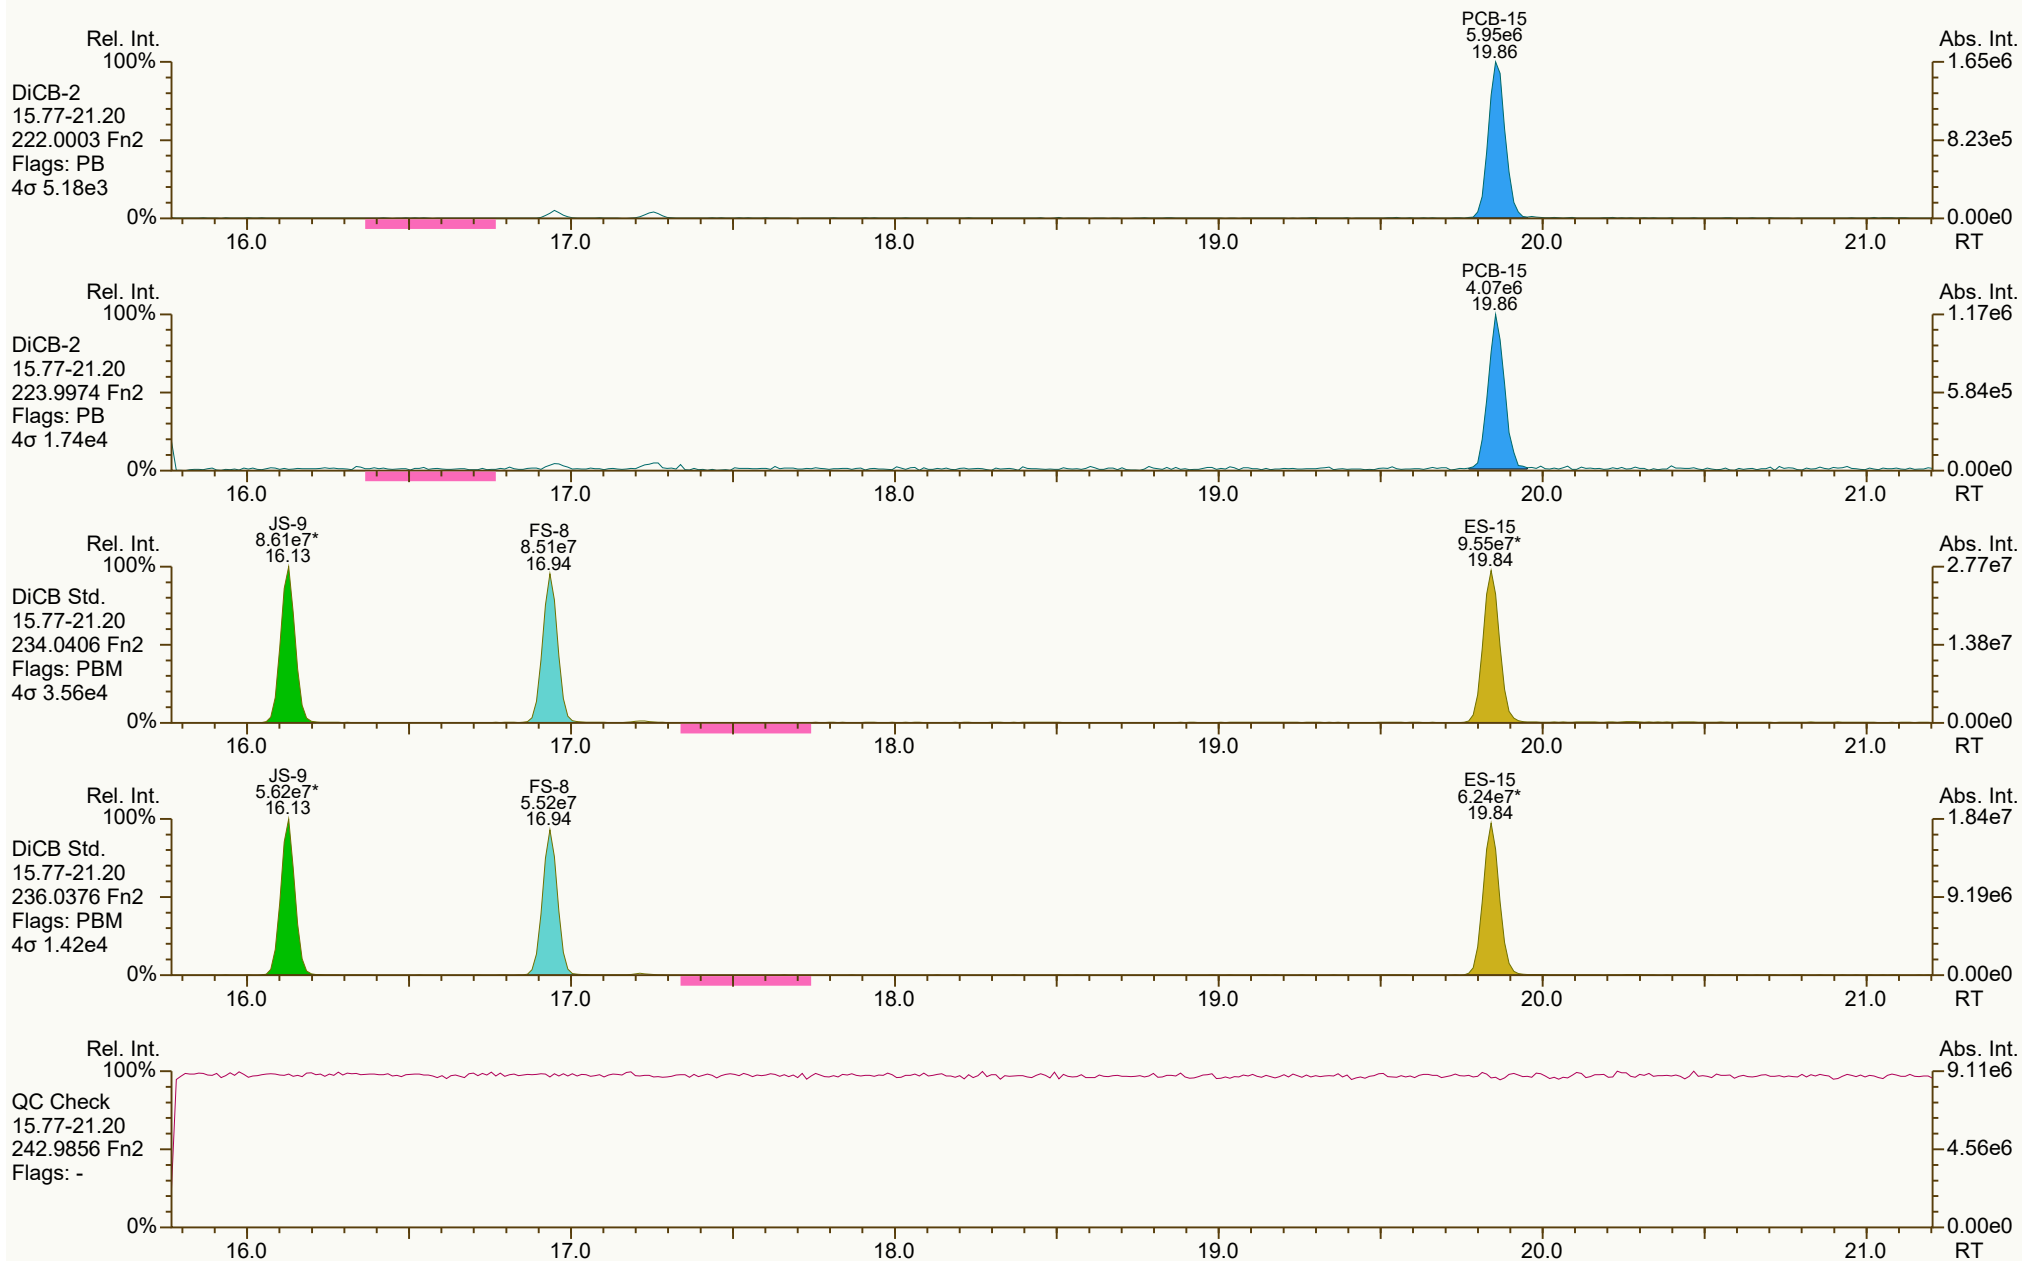 PCB-15
5.95e6
19.86
Rel. Int.
Abs. Int.
100%
1.65e6
DiCB-2
15.77-21.20
222.0003 Fn2
8.23e5
Flags: PB
4σ 5.18e3
0%
0.00e0
16.0 17.0 18.0 19.0 20.0 21.0 RT
PCB-15
4.07e6
19.86
Rel. Int.
Abs. Int.
100%
1.17e6
DiCB-2
15.77-21.20
223.9974 Fn2
5.84e5
Flags: PB
4σ 1.74e4
0%
0.00e0
16.0 17.0 18.0 19.0 20.0 21.0 RT
JS-9
8.61e7*
16.13
FS-8
8.51e7
16.94
ES-15
9.55e7*
19.84
Rel. Int.
Abs. Int.
100%
2.77e7
DiCB Std.
15.77-21.20
234.0406 Fn2
1.38e7
Flags: PBM
4σ 3.56e4
0%
0.00e0
16.0 17.0 18.0 19.0 20.0 21.0 RT
JS-9
5.62e7*
16.13
FS-8
5.52e7
16.94
ES-15
6.24e7*
19.84
Rel. Int.
Abs. Int.
100%
1.84e7
DiCB Std.
15.77-21.20
236.0376 Fn2
9.19e6
Flags: PBM
4σ 1.42e4
0%
0.00e0
16.0 17.0 18.0 19.0 20.0 21.0 RT
Rel. Int.
Abs. Int.
100%
9.11e6
QC Check
15.77-21.20
242.9856 Fn2
4.56e6
Flags: -
0%
0.00e0
16.0 17.0 18.0 19.0 20.0 21.0 RT